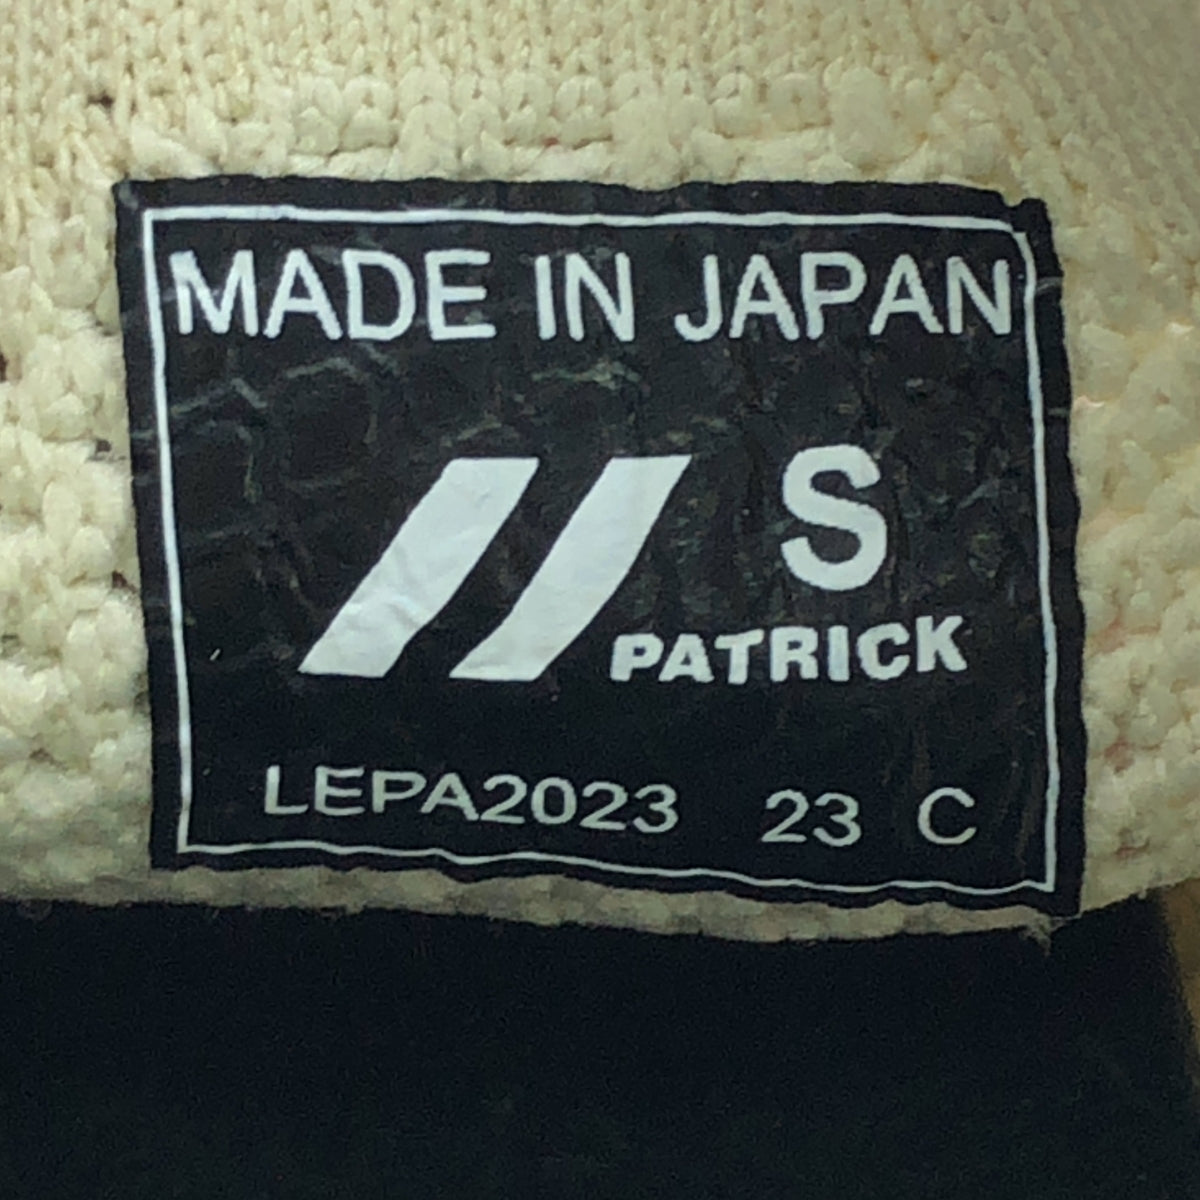 MADE IN JAPAN
S
PATRICK
LEPA2023 23 C